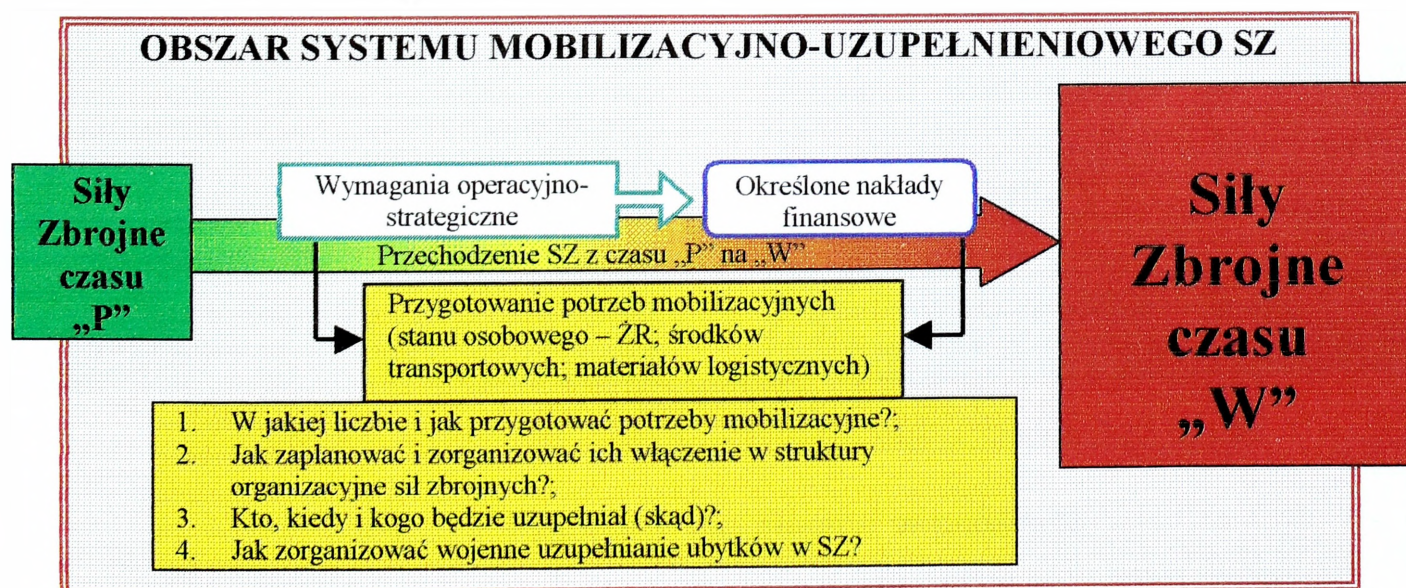 OBSZAR SYSTEMU MOBILIZACYJNO-UZUPEŁNIENIOWEGO SZ
Siły
Zbrojne
czasu
„P”
Wymagania operacyjno-
strategiczne
Określone nakłady
finansowe
Przechodzenie SZ z czasu „P” na „W”
Przygotowanie potrzeb mobilizacyjnych
(stanu osobowego – ŻR; środków
transportowych; materiałów logistycznych)
1. W jakiej liczbie i jak przygotować potrzeby mobilizacyjne?;
2. Jak zaplanować i zorganizować ich włączenie w struktury
organizacyjne sił zbrojnych?;
3. Kto, kiedy i kogo będzie uzupełniał (skąd)?;
4. Jak zorganizować wojenne uzupełnianie ubytków w SZ?
Siły
Zbrojne
czasu
„W”